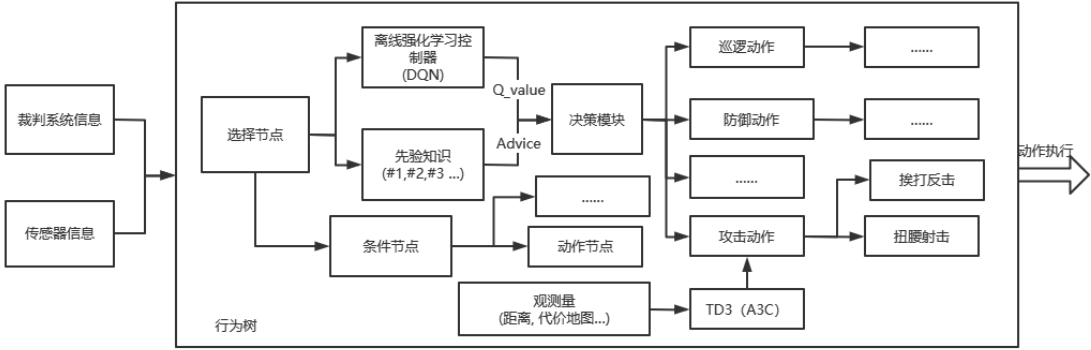 裁判系统信息
传感器信息
选择节点
离线强化学习控
制器
(DQN)
先验知识
(#1,#2,#3 ...)
Q_value
Advice
决策模块
条件节点
......
动作节点
观测量
(距离, 代价地图...)
TD3（A3C）
巡逻动作
......
防御动作
......
......
攻击动作
挨打反击
扭腰射击
行为树
动作执行